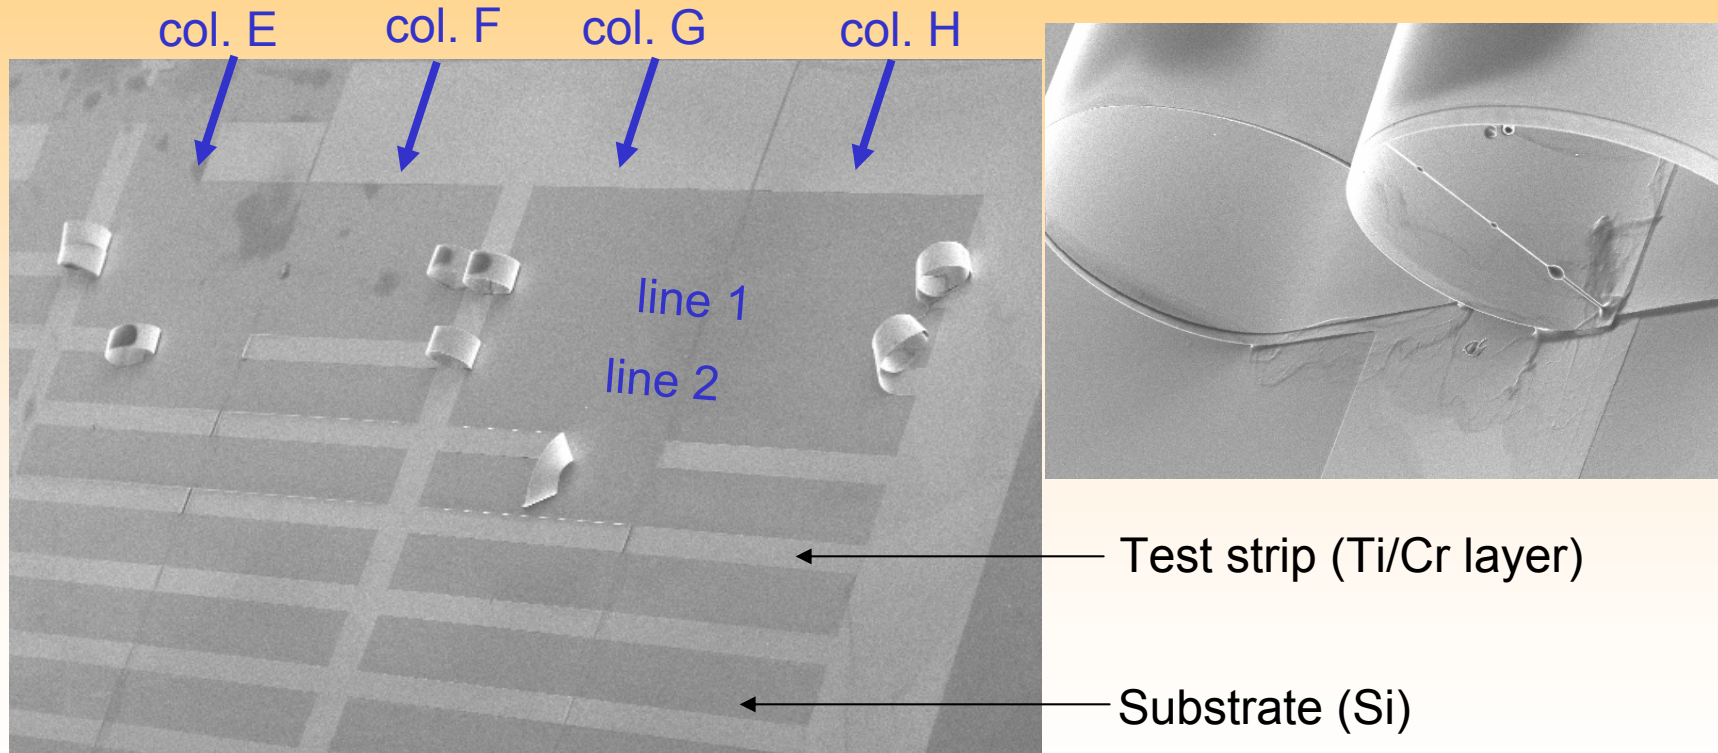 col. E
col. F
col. G
col. H
line 1
line 2
Test strip (Ti/Cr layer)
Substrate (Si)